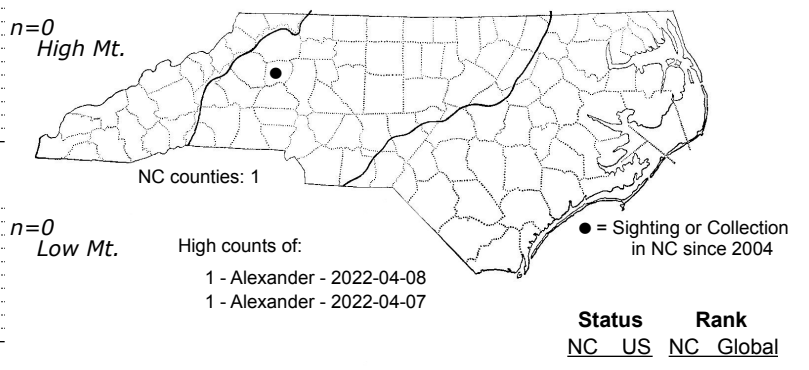 n=0
High Mt.
NC counties: 1
n=0
Low Mt.
High counts of:
1 - Alexander - 2022-04-08
1 - Alexander - 2022-04-07
● = Sighting or Collection
in NC since 2004
Status Rank
NC US NC Global